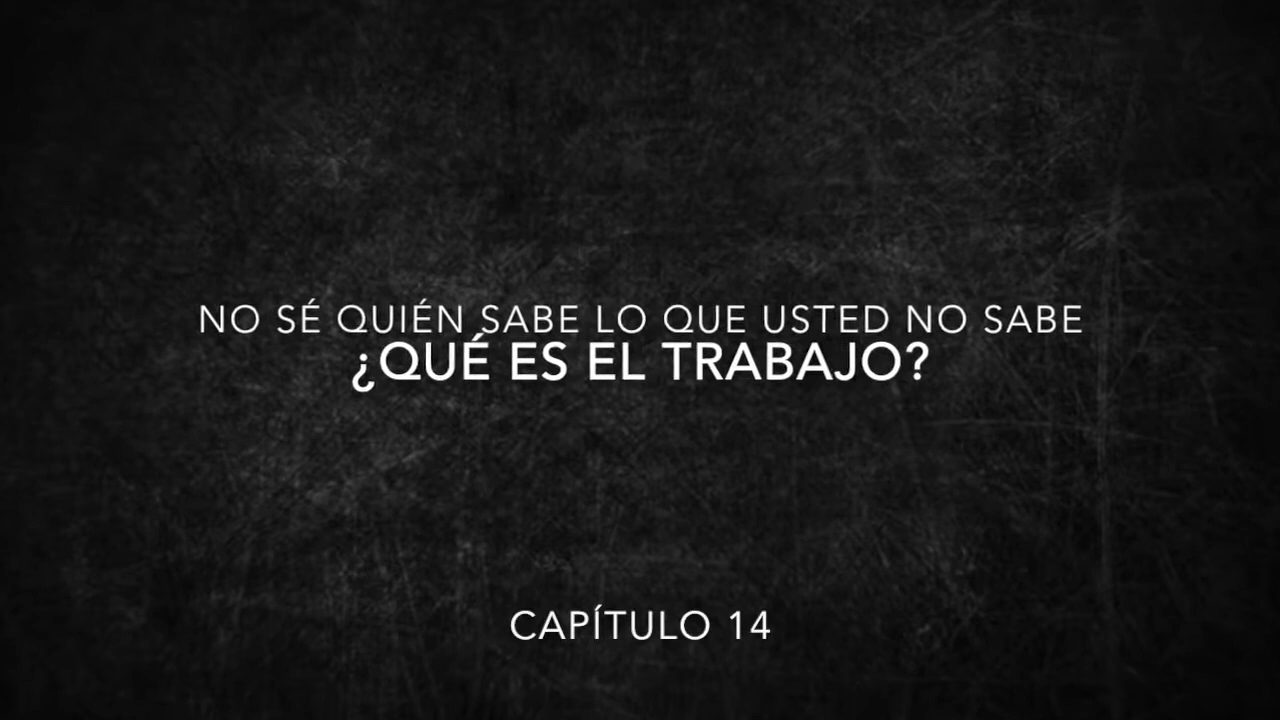 NO SÉ QUIÉN SABE LO QUE USTED NO SABE
¿QUÉ ES EL TRABAJO?
CAPÍTULO 14